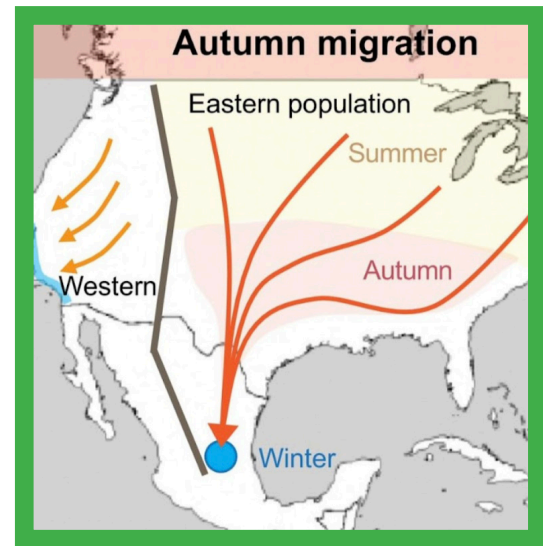 Autumn migration
Eastern population
Summer
Autumn
Western
Winter